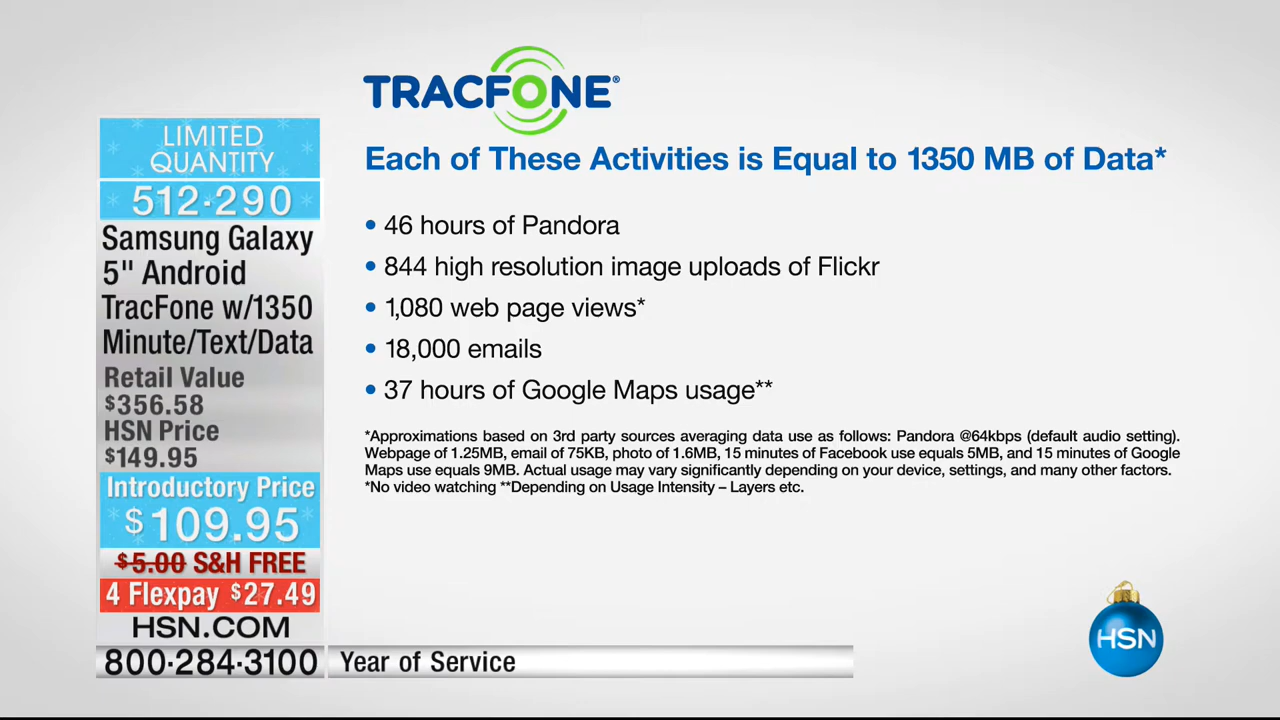 TRACFONE®
Each of These Activities is Equal to 1350 MB of Data*
• 46 hours of Pandora
• 844 high resolution image uploads of Flickr
• 1,080 web page views*
• 18,000 emails
• 37 hours of Google Maps usage**
*Approximations based on 3rd party sources averaging data use as follows: Pandora @64kbps (default audio setting).
Webpage of 1.25MB, email of 75KB, photo of 1.6MB, 15 minutes of Facebook use equals 5MB, and 15 minutes of Google
Maps use equals 9MB. Actual usage may vary significantly depending on your device, settings, and many other factors.
*No video watching **Depending on Usage Intensity – Layers etc.
LIMITED
QUANTITY
512·290
Samsung Galaxy
5" Android
TracFone w/1350
Minute/Text/Data
Retail Value
$356.58
HSN Price
$149.95
Introductory Price
$109.95
$5.00 S&H FREE
4 Flexpay $27.49
HSN.COM
800·284·3100
Year of Service
HSN